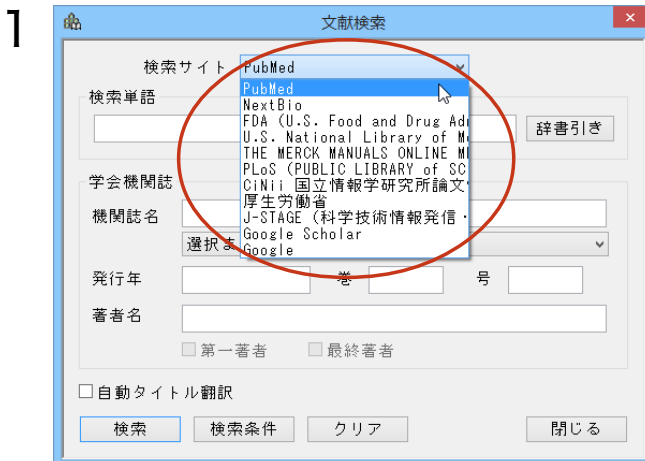 1
文献検索
検索サイト PubMed
PubMed
検索単語
NextBio
FDA (U.S. Food and Drug
辞書引き
U.S. National Library of
THE MERCK MANUALS ONLINE
PLoS (PUBLIC LIBRARY of SC
学会機関誌
CiNii 国立情報学研究所論文
厚生労働省
機関誌名
J-STAGE (科学技術情報発信・
Google Scholar
選択
Google
発行年 巻 号
著者名
第一著者 最終著者
自動タイトル翻訳
検索 検索条件 クリア 閉じる